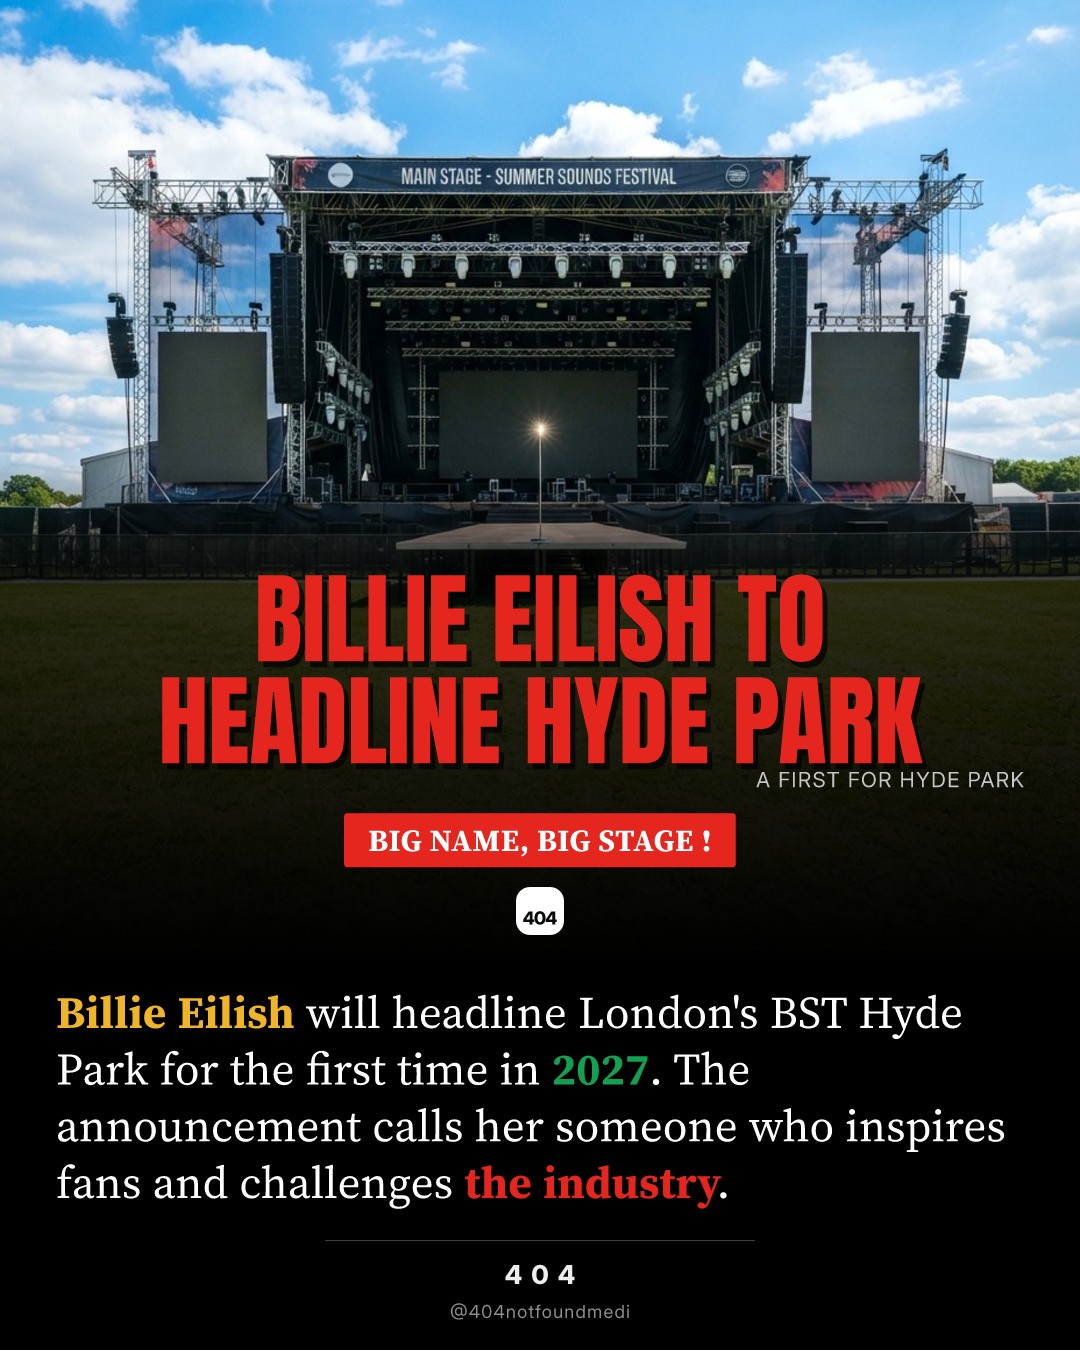 MAIN STAGE - SUMMER SOUNDS FESTIVAL
BILLIE EILISH TO
HEADLINE HYDE PARK
A FIRST FOR HYDE PARK
BIG NAME, BIG STAGE !
404
Billie Eilish will headline London's BST Hyde
Park for the first time in 2027. The
announcement calls her someone who inspires
fans and challenges the industry.
404
@404notfoundmedi